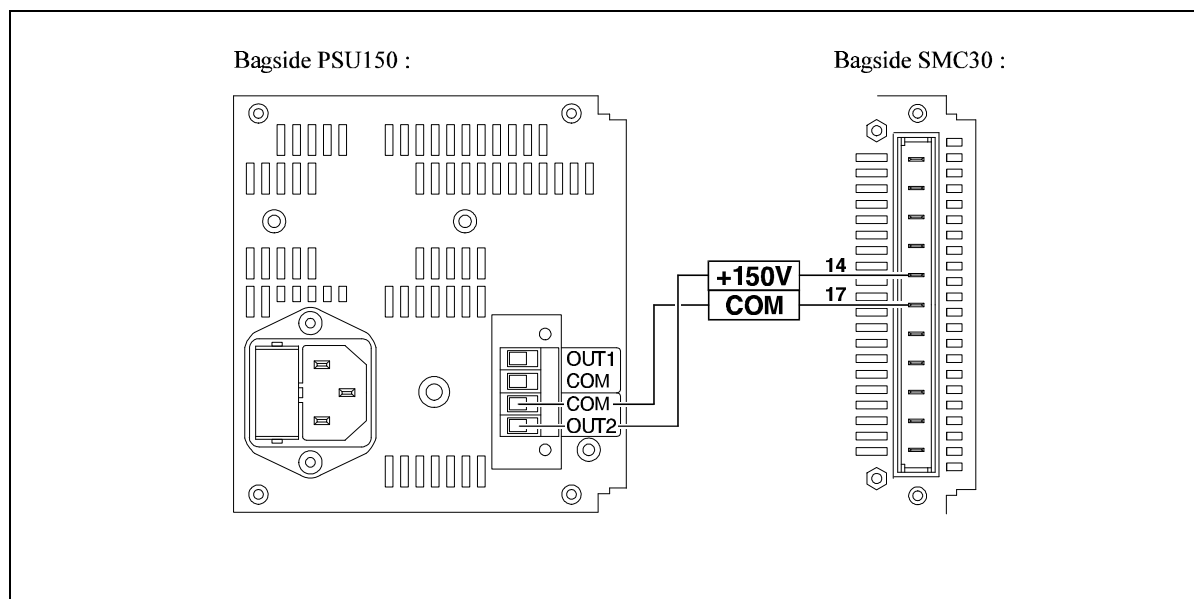 Bagside PSU150 :
Bagside SMC30 :
+150V
14
COM
17
OUT1
COM
COM
OUT2